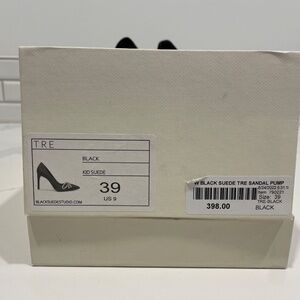 TRE
BLACK
KID SUEDE
39
US 9
BLACKSUEDESTUDIO.COM
W BLACK SUEDE TRE SANDAL PUMP
Item
Size: 39
TRE BLACK
398.00
BLACK